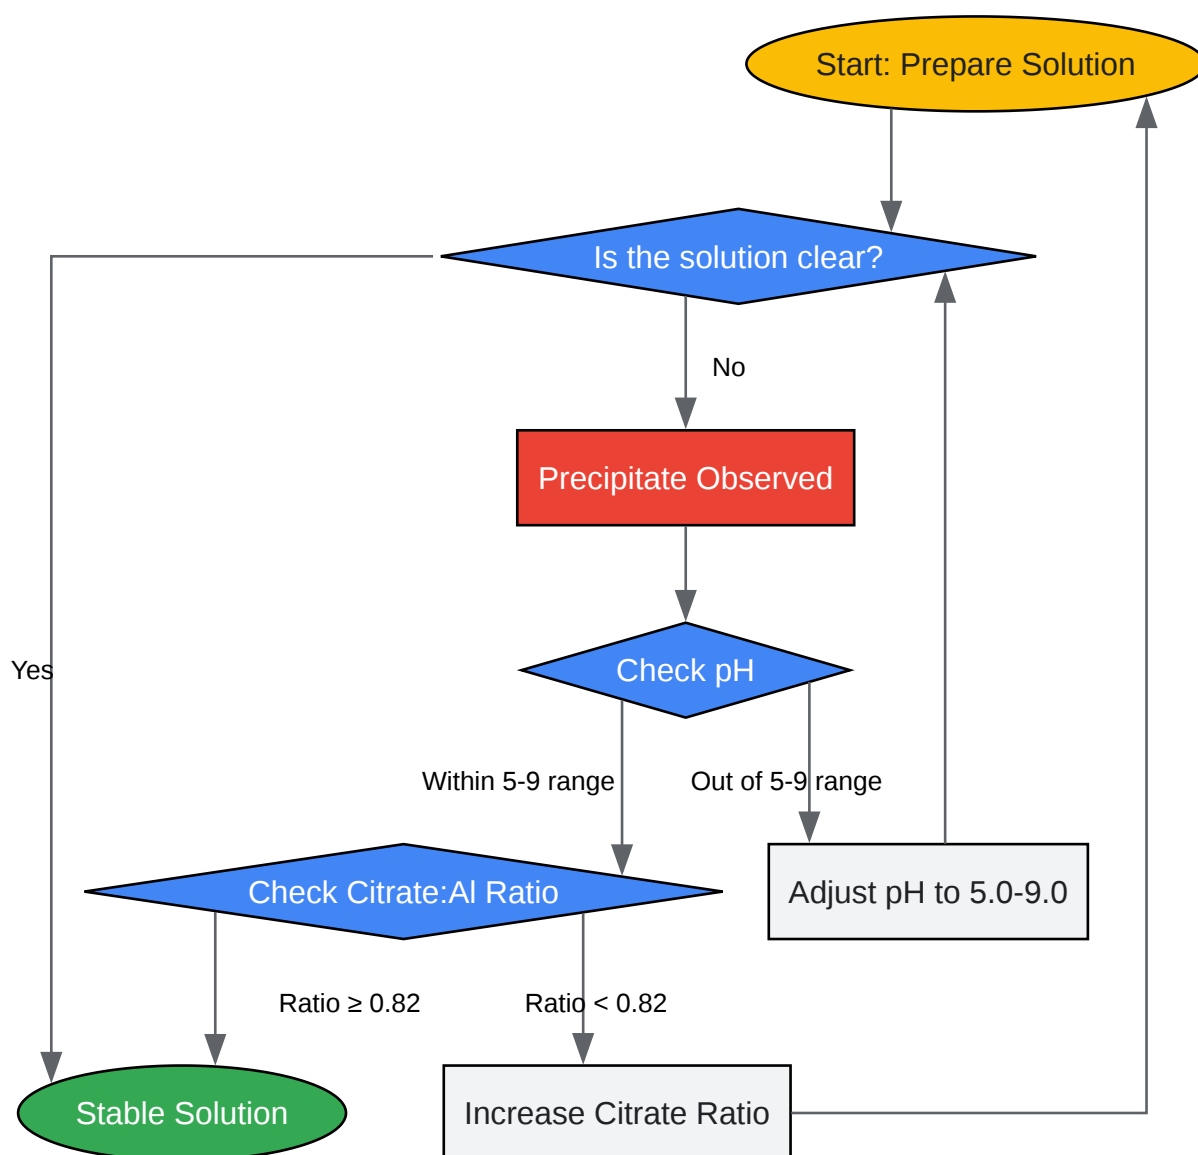 Start: Prepare Solution
Is the solution clear?
No
Precipitate Observed
Yes
Check pH
Within 5-9 range
Out of 5-9 range
Check Citrate:Al Ratio
Adjust pH to 5.0-9.0
Ratio ≥ 0.82
Ratio < 0.82
Stable Solution
Increase Citrate Ratio